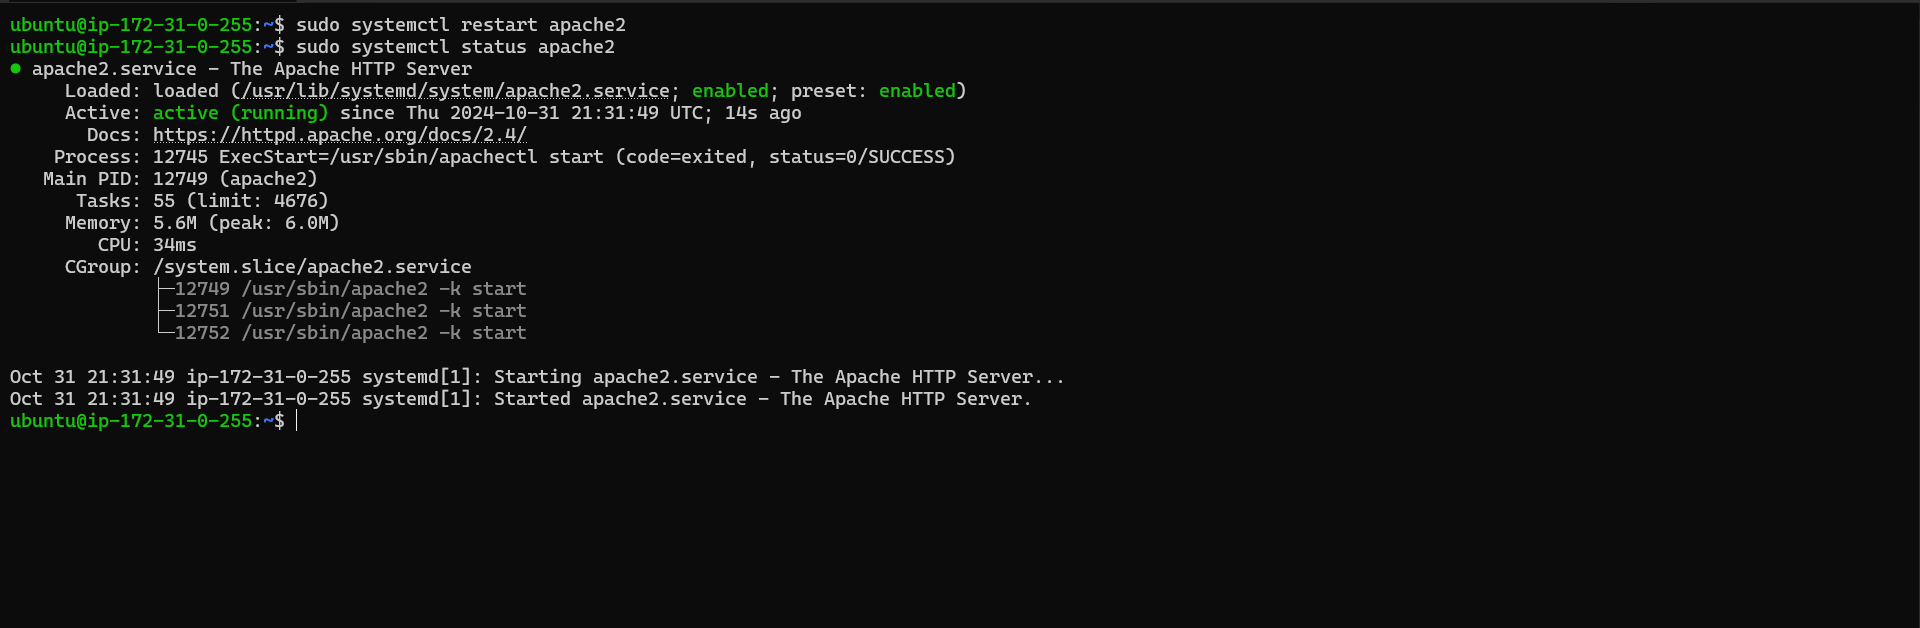 ubuntu@ip-172-31-0-255:~$ sudo systemctl restart apache2
ubuntu@ip-172-31-0-255:~$ sudo systemctl status apache2
● apache2.service - The Apache HTTP Server
     Loaded: loaded (/usr/lib/systemd/system/apache2.service; enabled; preset: enabled)
     Active: active (running) since Thu 2024-10-31 21:31:49 UTC; 14s ago
       Docs: https://httpd.apache.org/docs/2.4/
    Process: 12745 ExecStart=/usr/sbin/apachectl start (code=exited, status=0/SUCCESS)
   Main PID: 12749 (apache2)
      Tasks: 55 (limit: 4676)
     Memory: 5.6M (peak: 6.0M)
        CPU: 34ms
     CGroup: /system.slice/apache2.service
             ├─12749 /usr/sbin/apache2 -k start
             ├─12751 /usr/sbin/apache2 -k start
             └─12752 /usr/sbin/apache2 -k start

Oct 31 21:31:49 ip-172-31-0-255 systemd[1]: Starting apache2.service - The Apache HTTP Server...
Oct 31 21:31:49 ip-172-31-0-255 systemd[1]: Started apache2.service - The Apache HTTP Server.
ubuntu@ip-172-31-0-255:~$